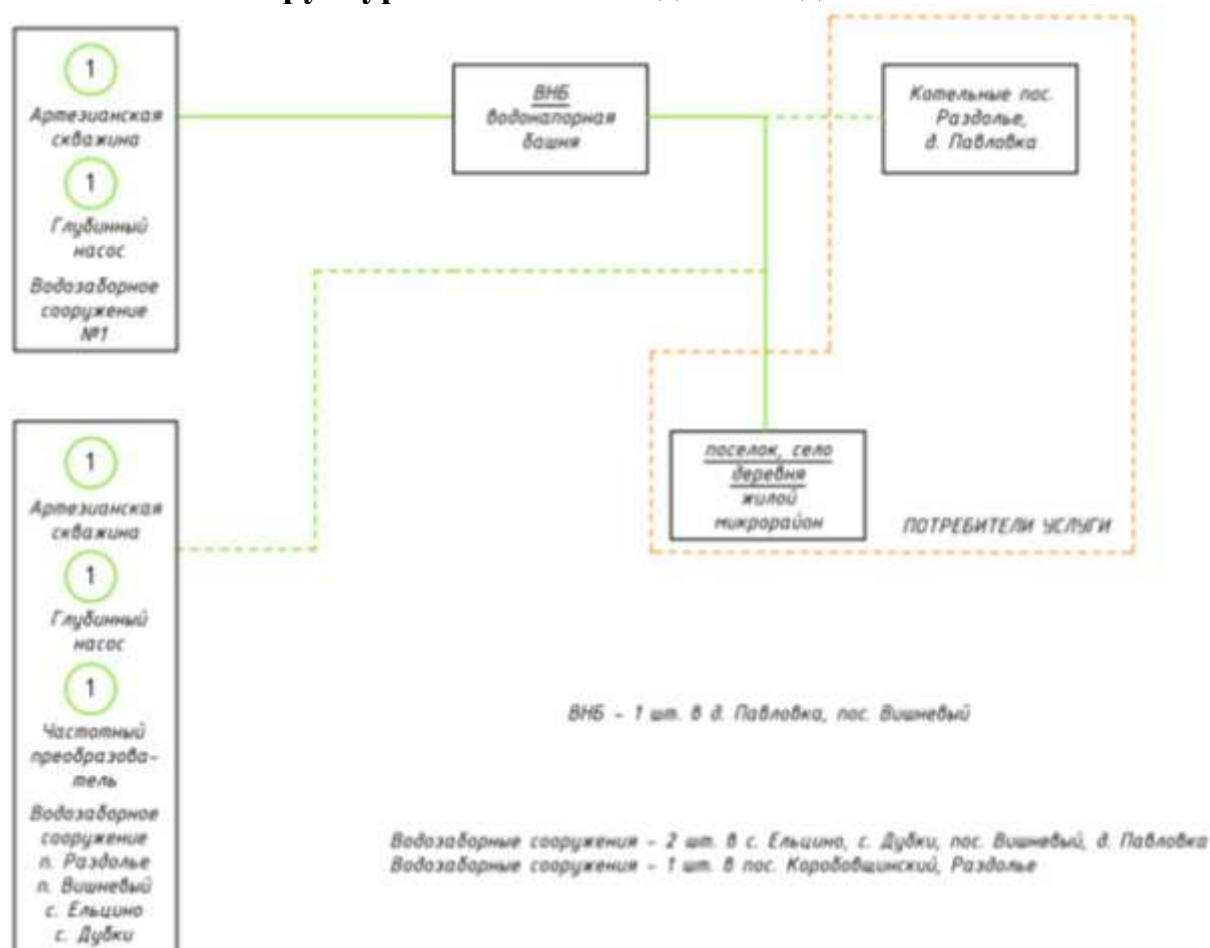 1
Артезианская
скважина
1
Глубинный
насос
Водозаборное
сооружение
№1
ВНБ
водонапорная
башня
Котельные пос.
Раздолье,
д. Павловка
поселок, село
деревня
жилой
микрорайон
ПОТРЕБИТЕЛИ УСЛУГИ
1
Артезианская
скважина
1
Глубинный
насос
1
Частотный
преобразова-
тель
Водозаборное
сооружение
п. Раздолье
п. Вишневый
с. Ельцино
с. Дубки
ВНБ - 1 шт. в д. Павловка, пос. Вишневый
Водозаборные сооружения - 2 шт. в с. Ельцино, с. Дубки, пос. Вишневый, д. Павловка
Водозаборные сооружения - 1 шт. в пос. Коробовщинский, Раздолье